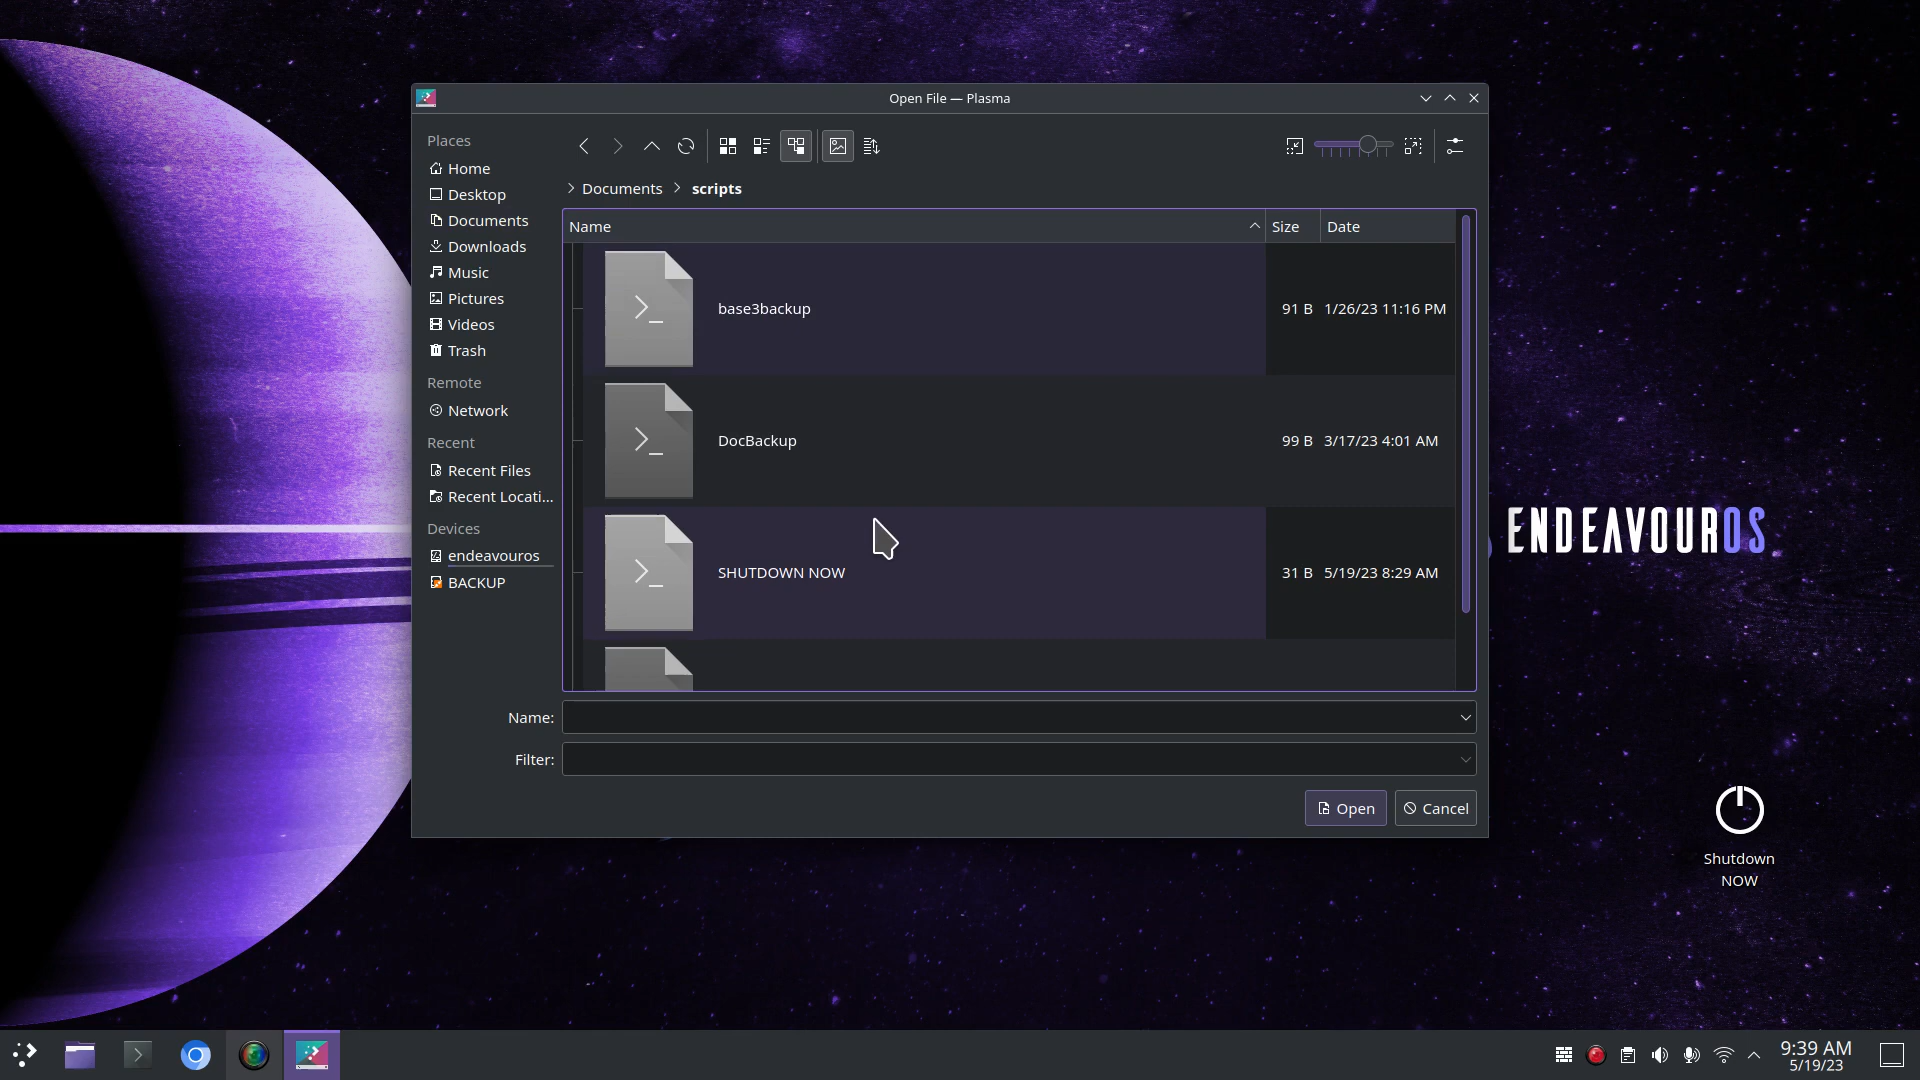 Open File — Plasma
Places
Home
Desktop
Documents
Downloads
Music
Pictures
Videos
Trash
Remote
Network
Recent
Recent Files
Recent Locati...
Devices
endeavouros
BACKUP
Documents > scripts
Name Size Date
base3backup 91 B 1/26/23 11:16 PM
DocBackup 99 B 3/17/23 4:01 AM
SHUTDOWN NOW 31 B 5/19/23 8:29 AM
Name:
Filter:
Open Cancel
ENDEAVOUROS
Shutdown
NOW
9:39 AM
5/19/23